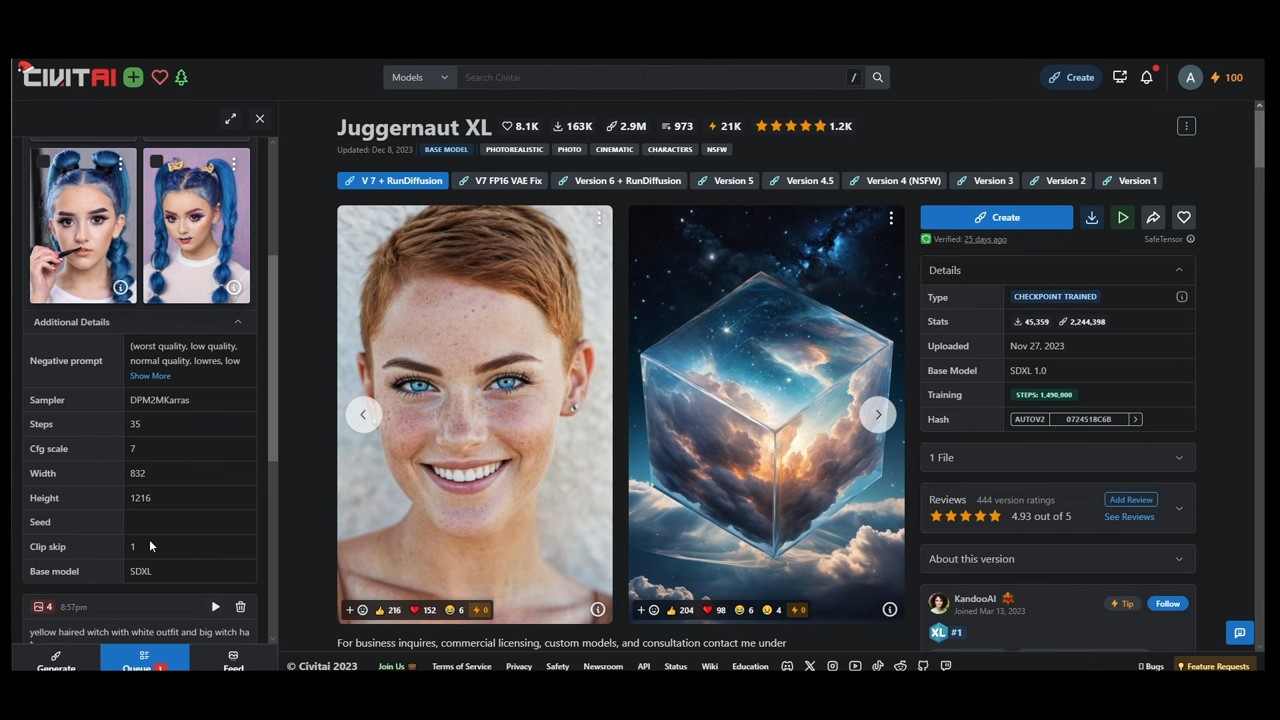 CIVITAI
Models
Search Civitai
/
Create
A
100
Juggernaut XL
8.1K
163K
2.9M
973
21K
1.2K
Updated: Dec 8, 2023
BASE MODEL
PHOTOREALISTIC
PHOTO
CINEMATIC
CHARACTERS
NSFW
V 7 + RunDiffusion
V7 FP16 VAE Fix
Version 6 + RunDiffusion
Version 5
Version 4.5
Version 4 (NSFW)
Version 3
Version 2
Version 1
Additional Details
Negative prompt
(worst quality, low quality,
normal quality, lowres, low
Show More
Sampler
DPM2MKarras
Steps
35
Cfg scale
7
Width
832
Height
1216
Seed
Clip skip
1
Base model
SDXL
4
8:57pm
yellow haired witch with white outfit and big witch ha
Generate
Queue
1
Feed
216
152
6
0
204
98
6
4
0
For business inquires, commercial licensing, custom models, and consultation contact me under
Create
Verified: 25 days ago
SafeTensor
Details
Type
CHECKPOINT TRAINED
Stats
45,359
2,244,398
Uploaded
Nov 27, 2023
Base Model
SDXL 1.0
Training
STEPS: 1,490,000
Hash
AUTOV2
0724518C6B
1 File
Reviews
444 version ratings
4.93 out of 5
Add Review
See Reviews
About this version
KandooAI
Joined Mar 13, 2023
Tip
Follow
XL
#1
© Civitai 2023
Join Us
Terms of Service
Privacy
Safety
Newsroom
API
Status
Wiki
Education
Bugs
Feature Requests